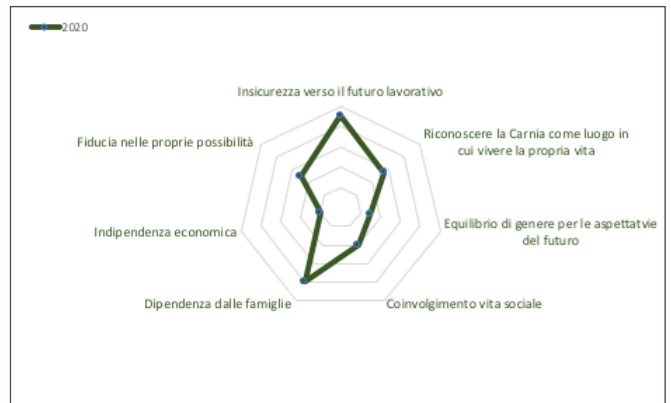 2020
Insicurezza verso il futuro lavorativo
Riconoscere la Carnia come luogo in
cui vivere la propria vita
Fiducia nelle proprie possibilità
Equilibrio di genere per le aspettatvie
del futuro
Indipendenza economica
Dipendenza dalle famiglie
Coinvolgimento vita sociale